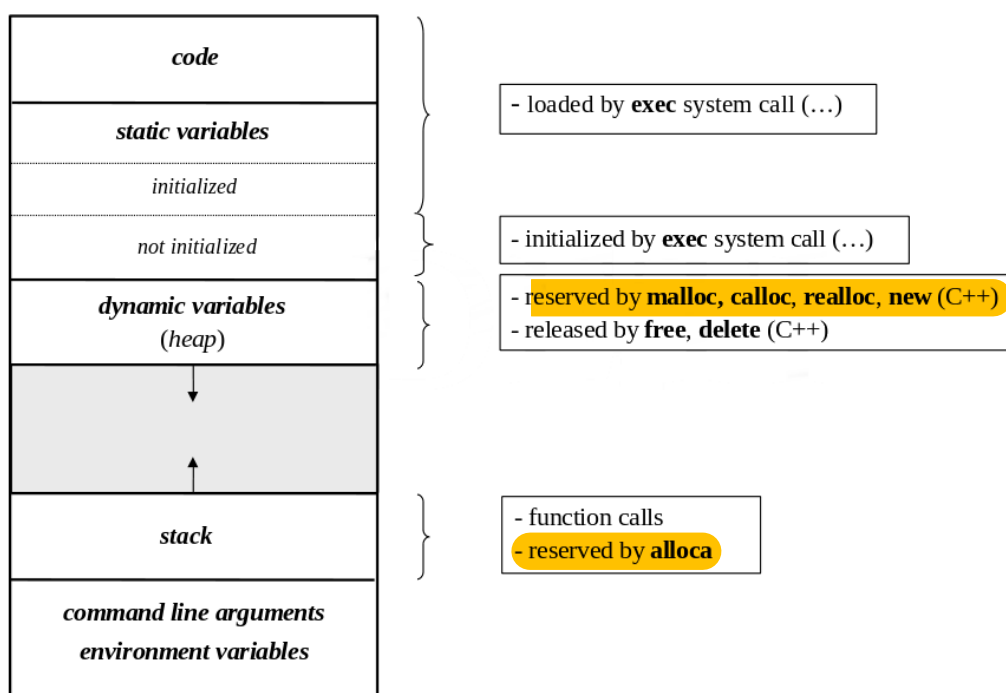 code
- loaded by exec system call (…)
static variables
initialized
not initialized
- initialized by exec system call (…)
dynamic variables
(heap)
- reserved by malloc, calloc, realloc, new (C++)
- released by free, delete (C++)
stack
- function calls
- reserved by alloca
command line arguments
environment variables